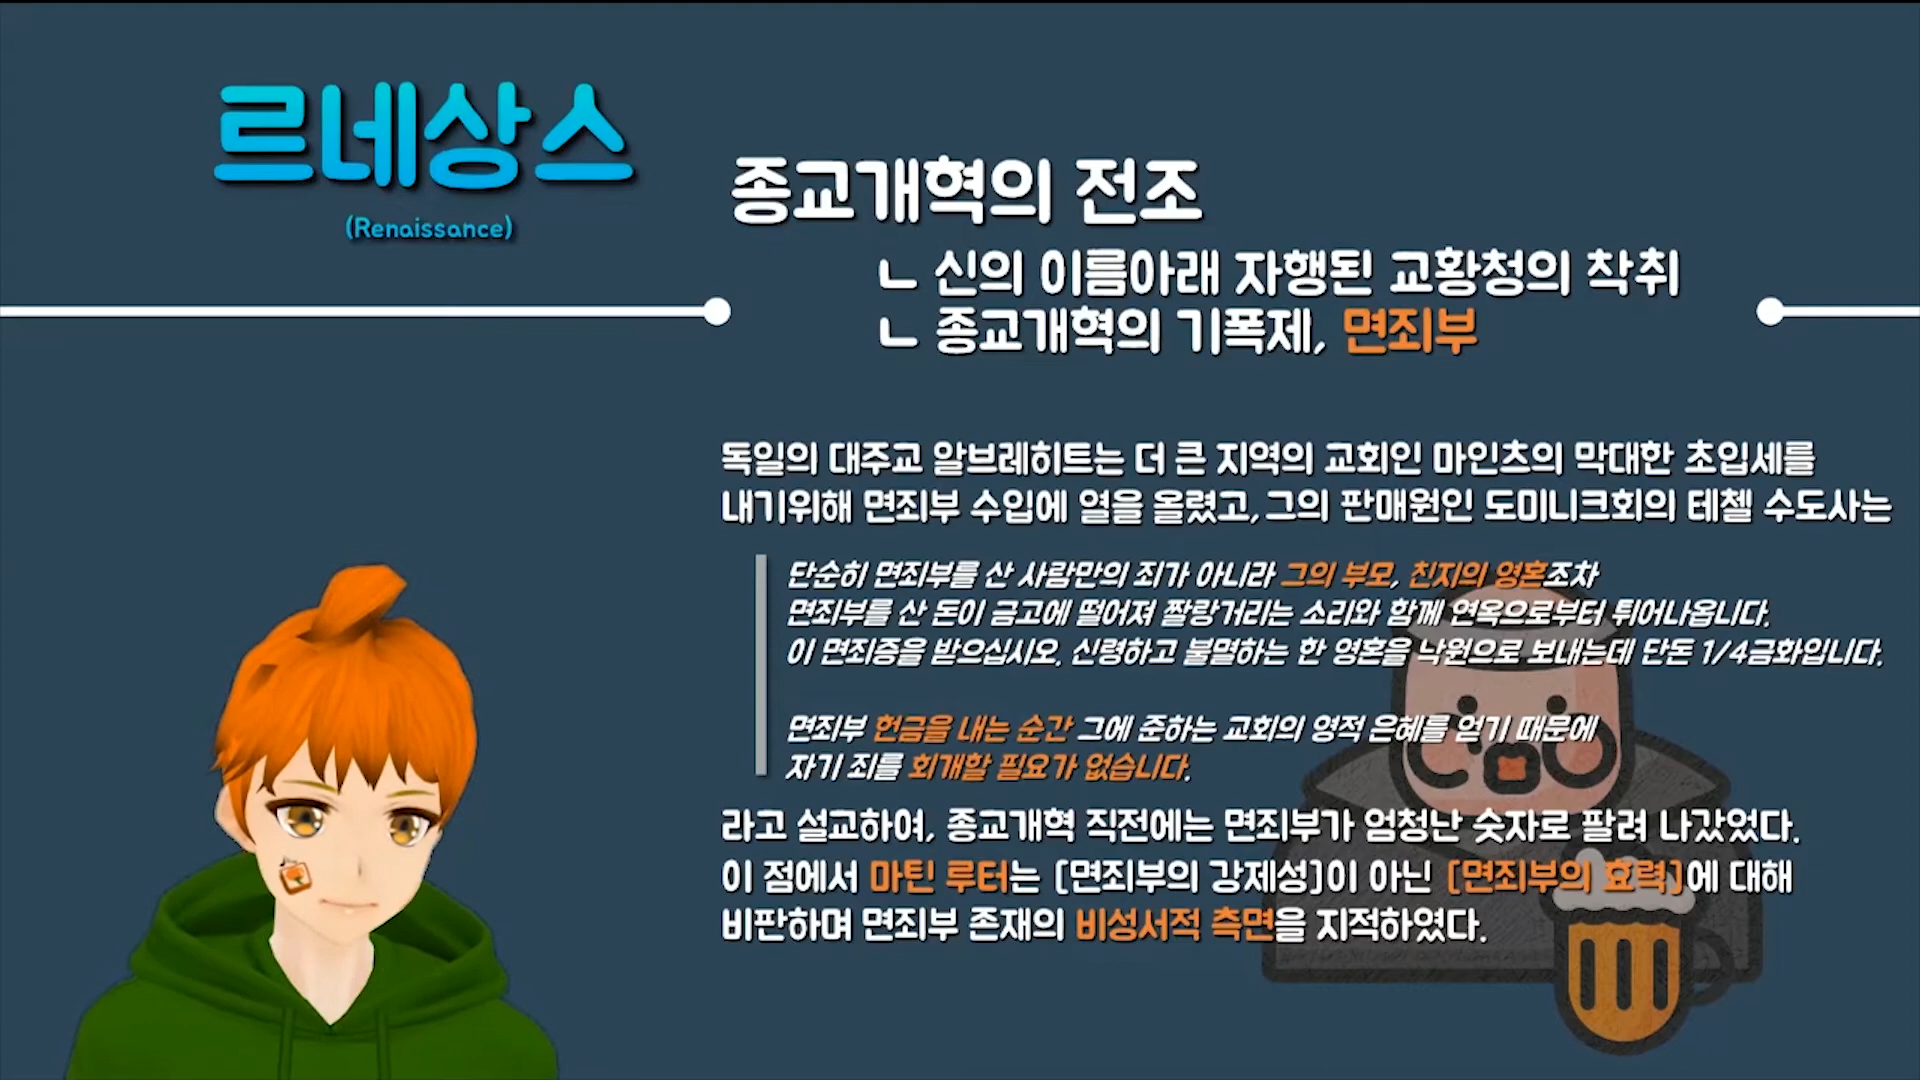 르네상스
(Renaissance)
종교개혁의 전조
ㄴ 신의 이름아래 자행된 교황청의 착취
ㄴ 종교개혁의 기폭제, 면죄부
독일의 대주교 알브레히트는 더 큰 지역의 교회인 마인츠의 막대한 초입세를
내기위해 면죄부 수입에 열을 올렸고, 그의 판매원인 도미니크회의 테첼 수도사는
단순히 면죄부를 산 사람만의 죄가 아니라 그의 부모, 친지의 영혼조차
면죄부를 산 돈이 금고에 떨어져 짤랑거리는 소리와 함께 연옥으로부터 튀어나옵니다.
이 면죄증을 받으십시오. 신령하고 불멸하는 한 영혼을 낙원으로 보내는데 단돈 1/4금화입니다.
면죄부 헌금을 내는 순간 그에 준하는 교회의 영적 은혜를 얻기 때문에
자기 죄를 회개할 필요가 없습니다.
라고 설교하여, 종교개혁 직전에는 면죄부가 엄청난 숫자로 팔려 나갔었다.
이 점에서 마틴 루터는 [면죄부의 강제성]이 아닌 [면죄부의 효력]에 대해
비판하며 면죄부 존재의 비성서적 측면을 지적하였다.